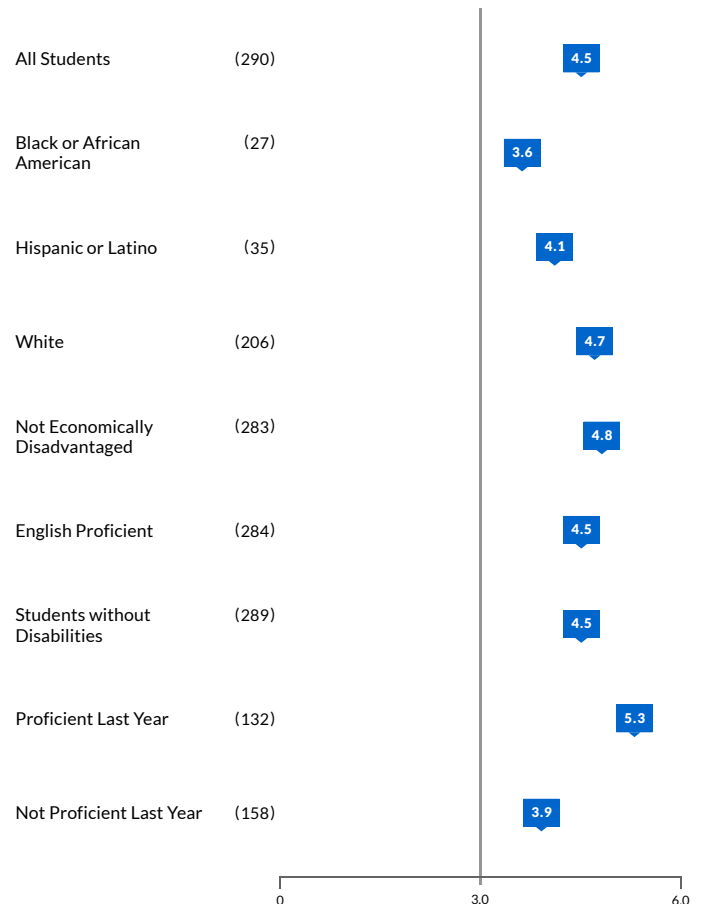 All Students (290) 4.5
Black or African (27) 3.6
American
Hispanic or Latino (35) 4.1
White (206) 4.7
Not Economically (283) 4.8
Disadvantaged
English Proficient (284) 4.5
Students without (289) 4.5
Disabilities
Proficient Last Year (132) 5.3
Not Proficient Last Year (158) 3.9
0 3.0 6.0